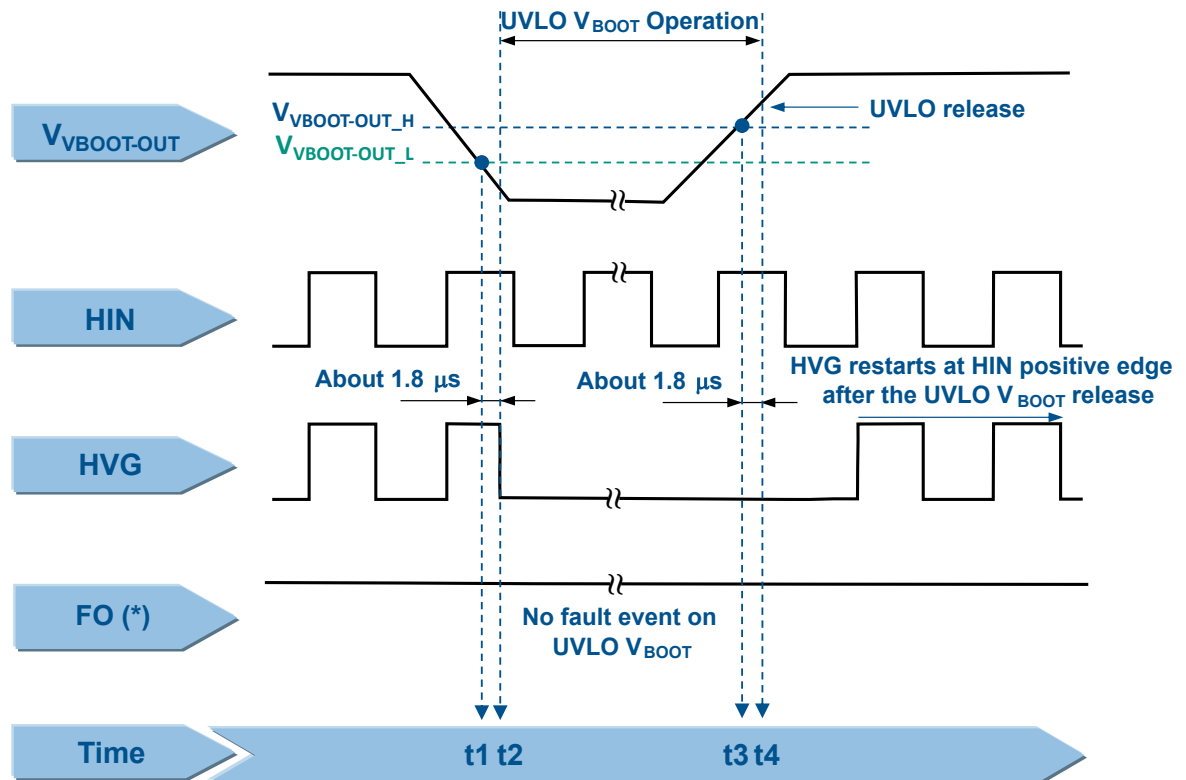 UVLO VBOOT Operation
VVBOOT-OUT
VVBOOT-OUT_H
VVBOOT-OUT_L
UVLO release
HIN
About 1.8 μs
About 1.8 μs
HVG restarts at HIN positive edge
after the UVLO VBOOT release
HVG
FO (*)
No fault event on
UVLO VBOOT
Time
t1 t2
t3 t4